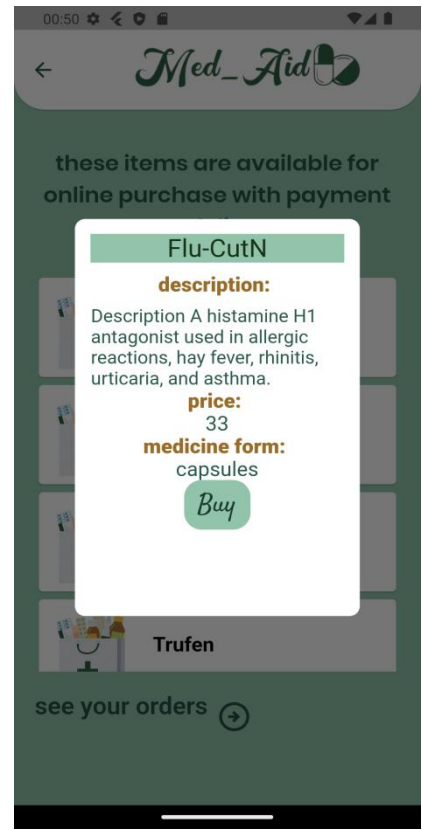 00:50
Med_Aid
these items are available for
online purchase with payment
Flu-CutN
description:
Description A histamine H1
antagonist used in allergic
reactions, hay fever, rhinitis,
urticaria, and asthma.
price:
33
medicine form:
capsules
Buy
Trufen
see your orders